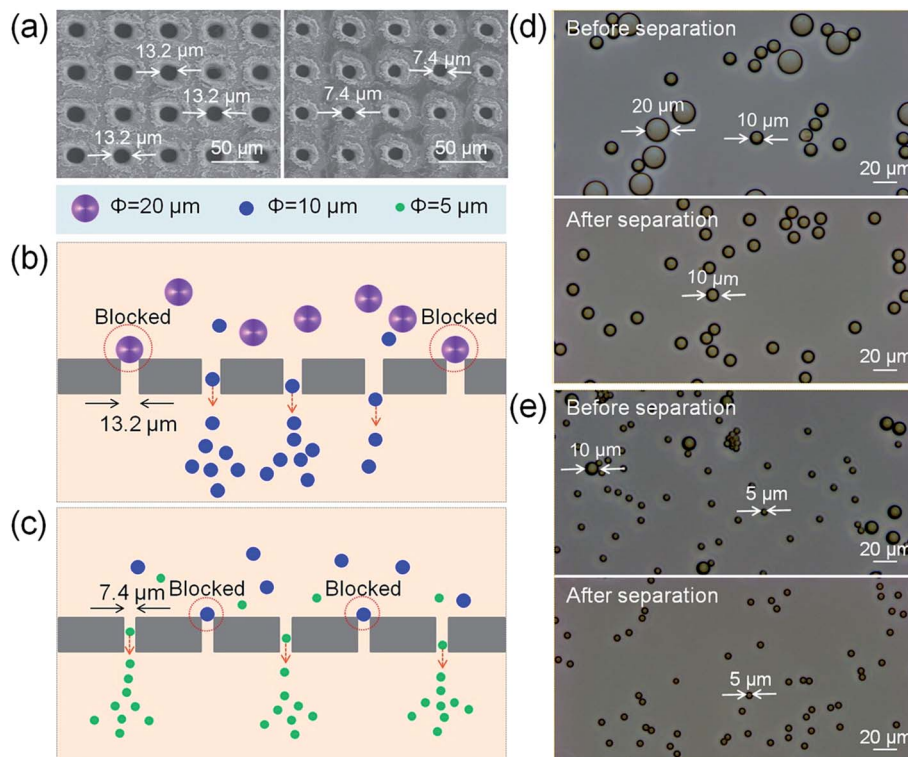 (a)
13.2 µm
13.2 µm
13.2 µm
50 µm
7.4 µm
7.4 µm
50 µm
Φ=20 µm
Φ=10 µm
Φ=5 µm
(b)
Blocked
Blocked
13.2 µm
(c)
7.4 µm
Blocked
Blocked
(d)
Before separation
20 µm
10 µm
20 µm
After separation
10 µm
20 µm
(e)
Before separation
10 µm
5 µm
20 µm
After separation
5 µm
20 µm